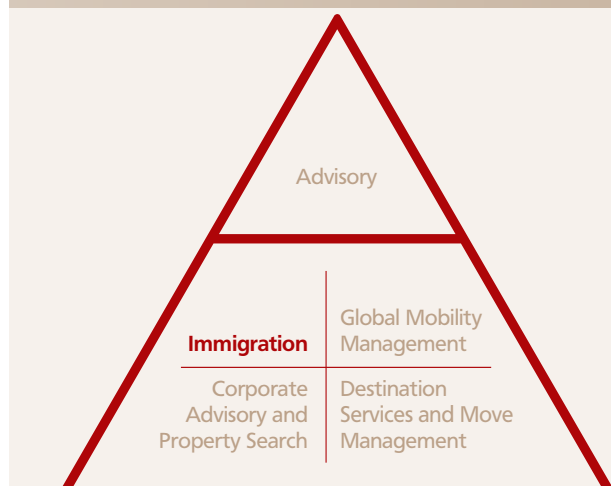 Advisory
Immigration
Global Mobility
Management
Corporate
Advisory and
Property Search
Destination
Services and Move
Management